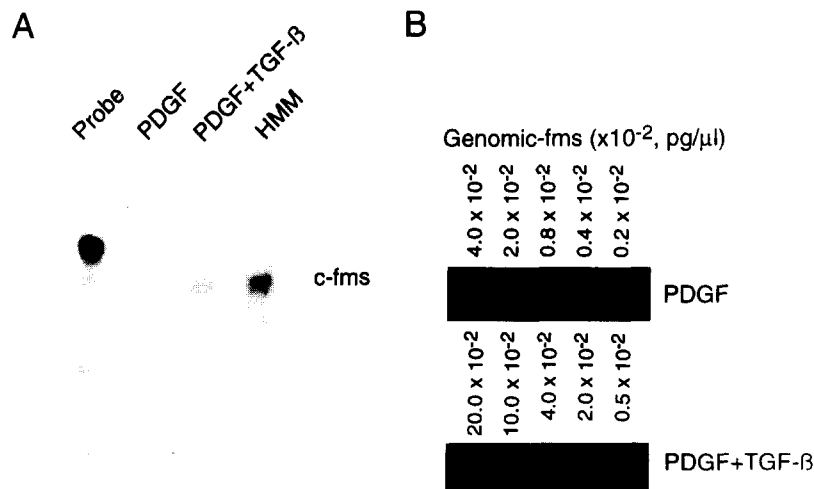 A
Probe
PDGF
PDGF+TGF-ß
HMM
c-fms
B
Genomic-fms (x10⁻², pg/µl)
4.0 x 10⁻²
2.0 x 10⁻²
0.8 x 10⁻²
0.4 x 10⁻²
0.2 x 10⁻²
PDGF
20.0 x 10⁻²
10.0 x 10⁻²
4.0 x 10⁻²
2.0 x 10⁻²
0.5 x 10⁻²
PDGF+TGF-ß